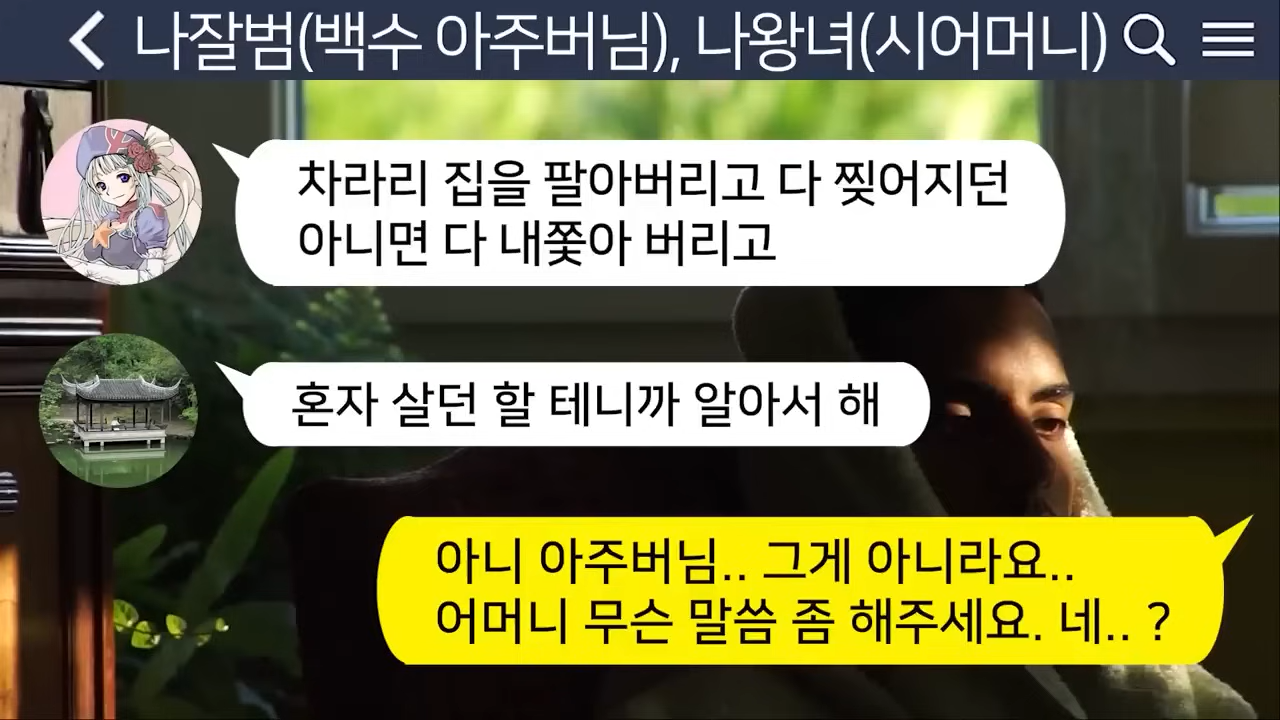 나잘범(백수 아주버님), 나왕녀(시어머니)
차라리 집을 팔아버리고 다 찢어지던
아니면 다 내쫓아 버리고
혼자 살던 할 테니까 알아서 해
아니 아주버님.. 그게 아니라요..
어머니 무슨 말씀 좀 해주세요. 네.. ?